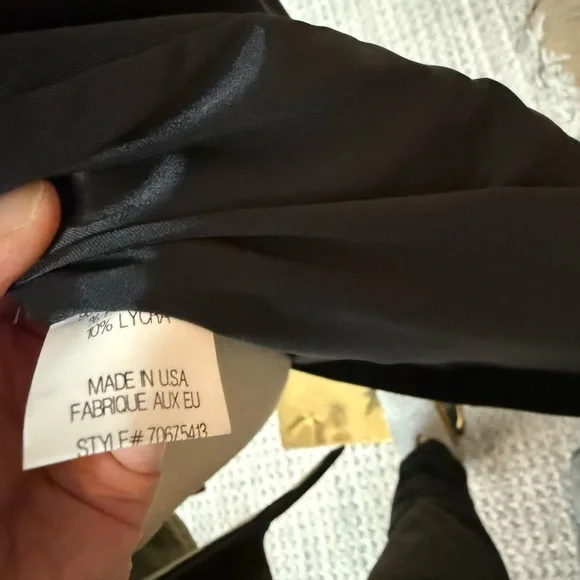 10% LYCRA
MADE IN U.S.A
FABRIQUE AUX EU
STYLE# 70675413